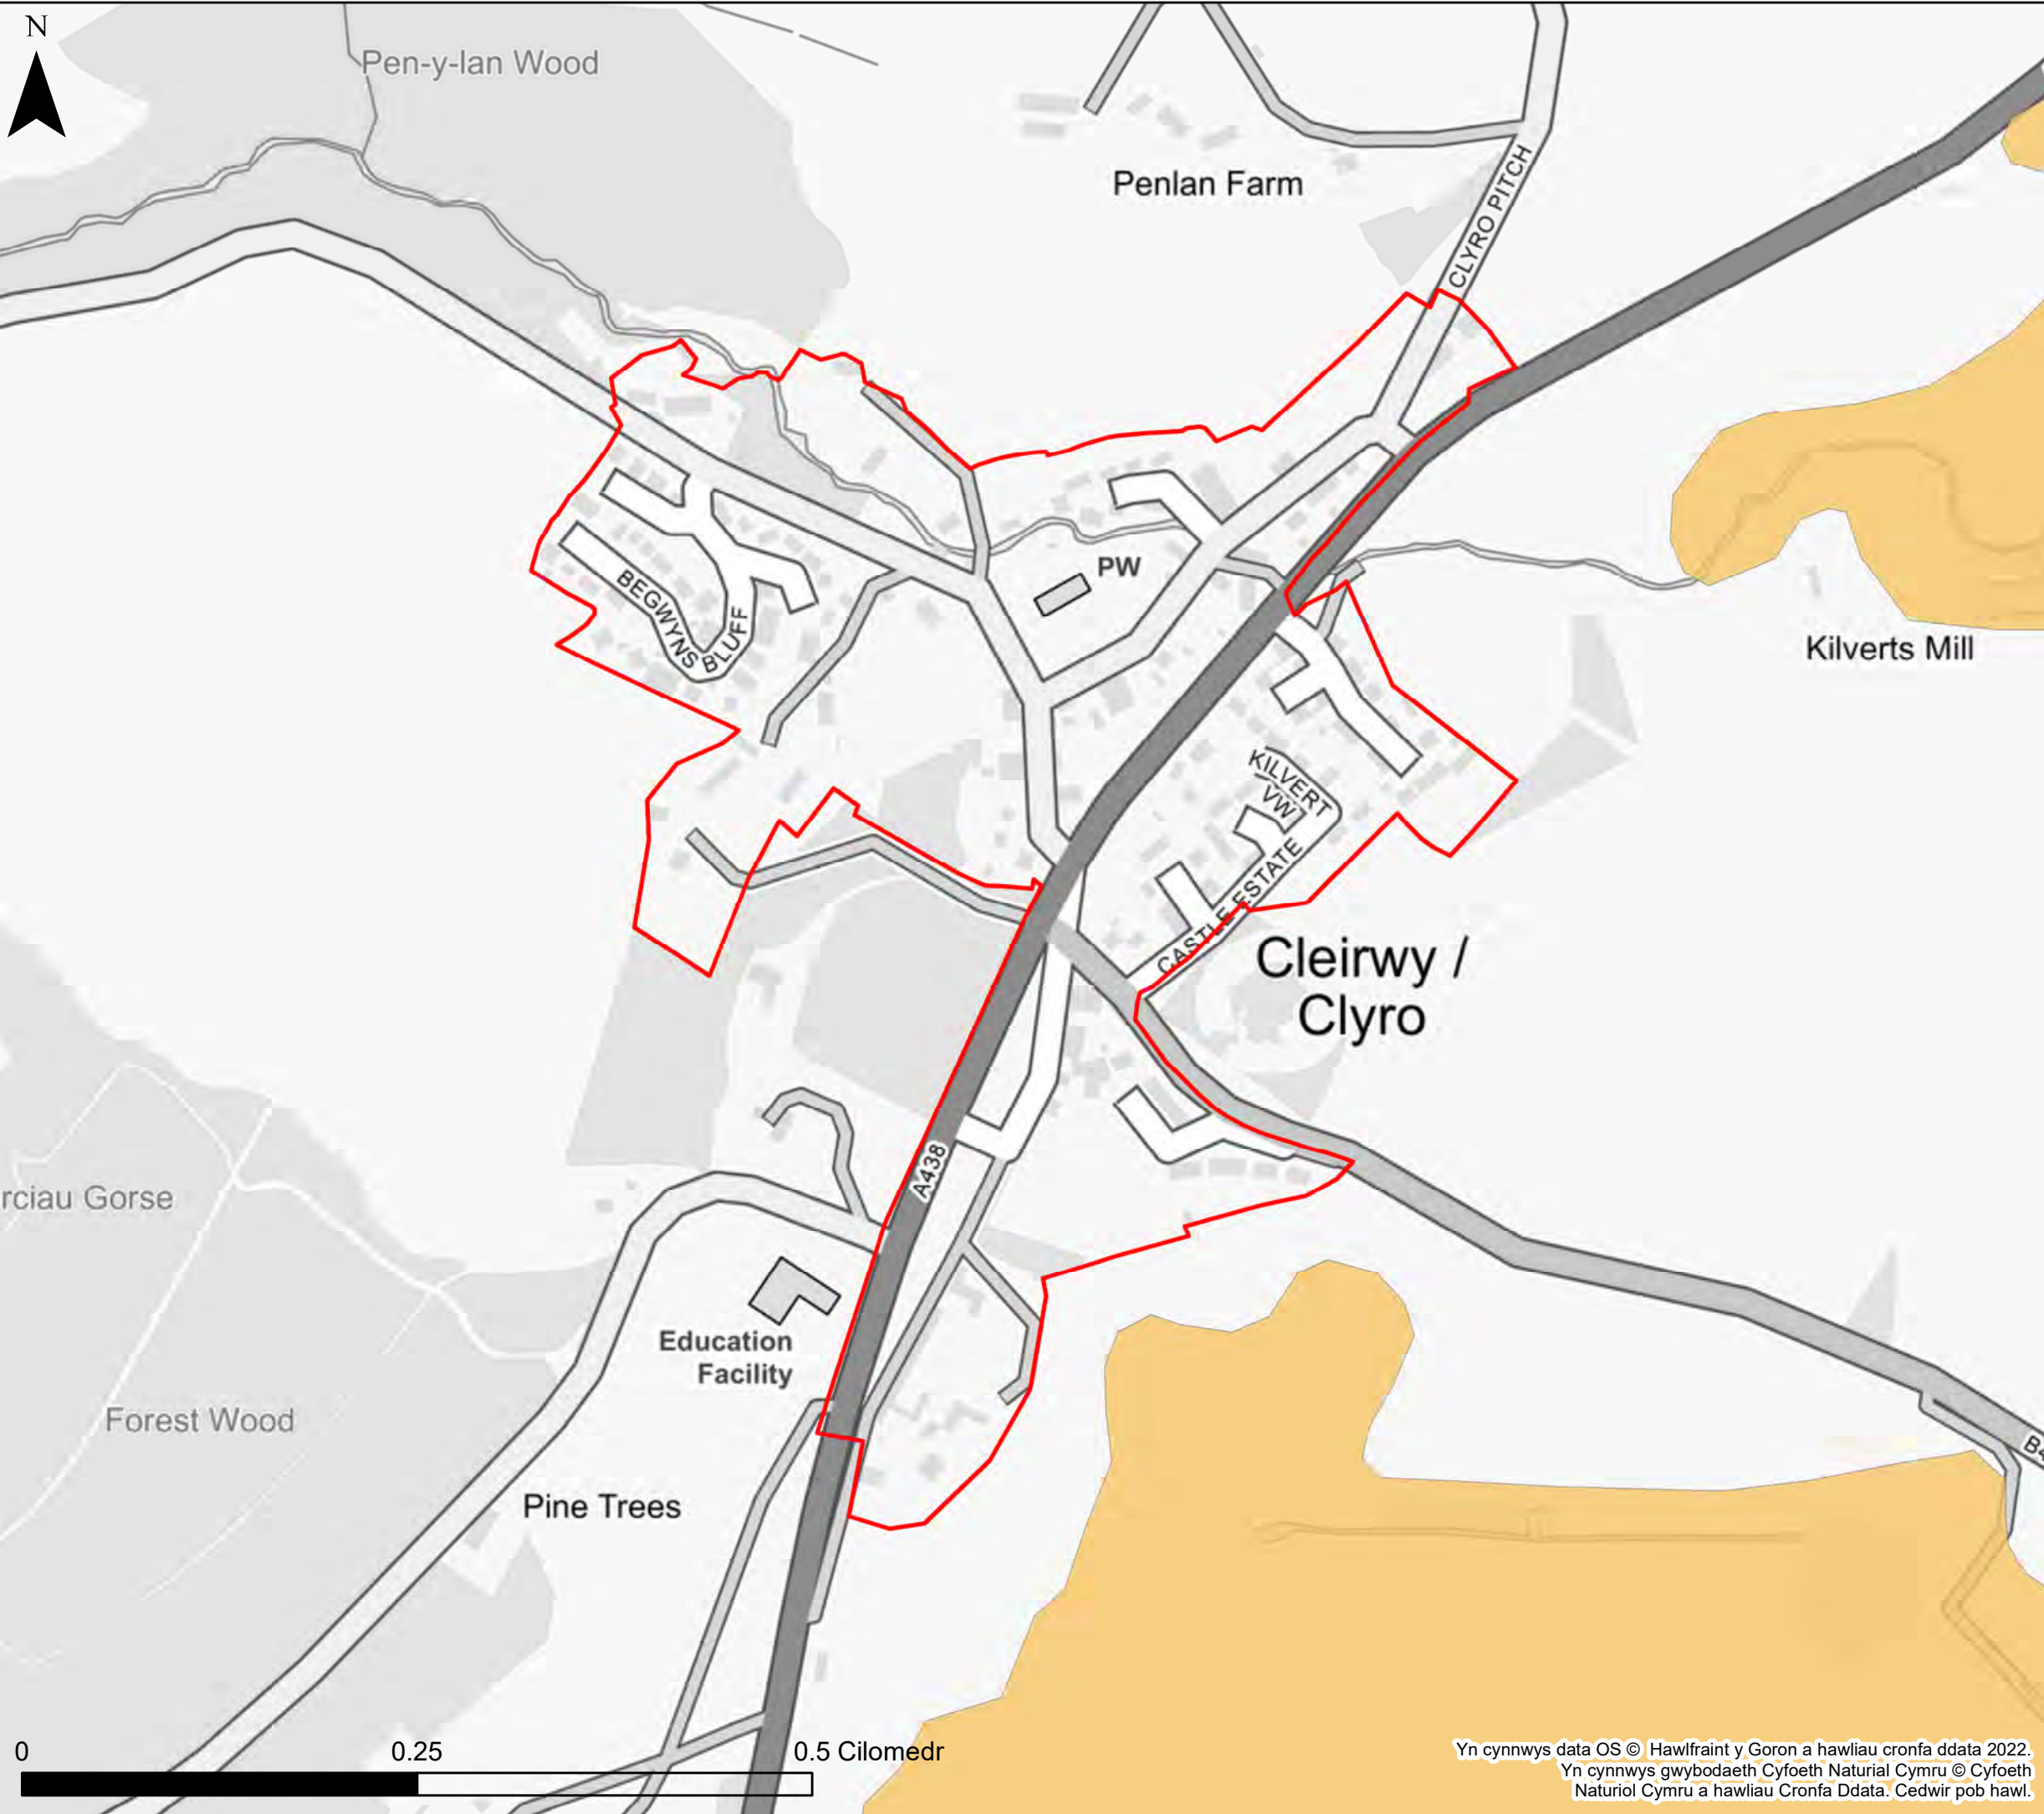 N
Pen-y-lan Wood
Penlan Farm
CLYRO PITCH
PW
BEGWYNS BLUFF
Kilverts Mill
KILVERT
VW
CASTLE ESTATE
Cleirwy /
Clyro
A438
rciau Gorse
Education
Facility
Forest Wood
Pine Trees
0
0.25
0.5 Cilomedr
Yn cynnwys data OS © Hawlfraint y Goron a hawliau cronfa ddata 2022.
Yn cynnwys gwybodaeth Cyfoeth Naturial Cymru © Cyfoeth
Naturiol Cymru a hawliau Cronfa Ddata. Cedwir pob hawl.